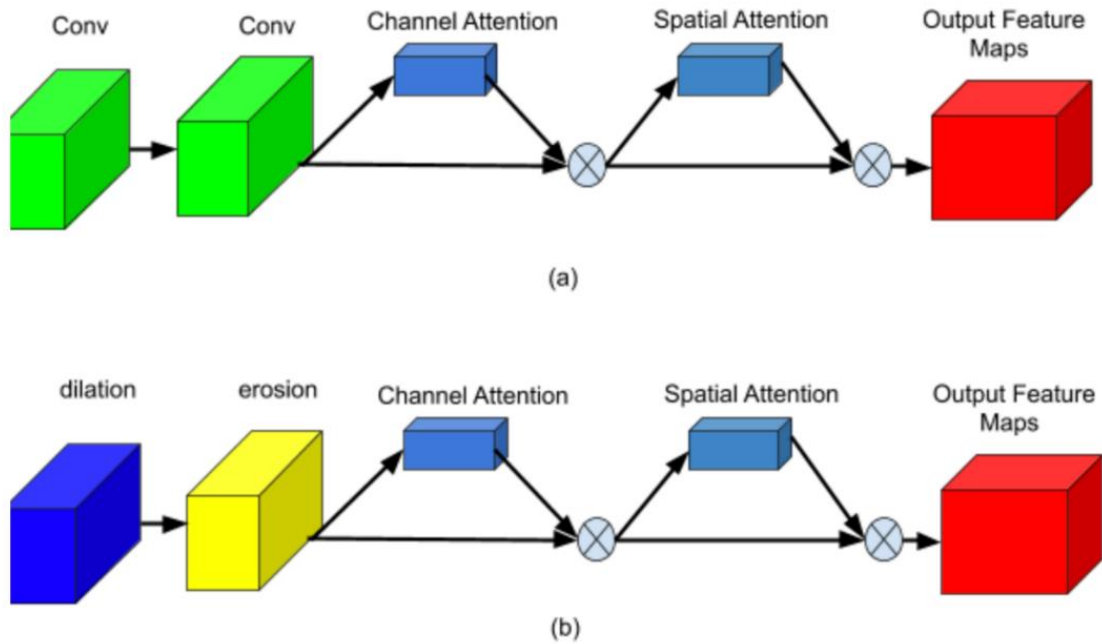 Conv
Conv
Channel Attention
Spatial Attention
Output Feature
Maps
(a)
dilation
erosion
Channel Attention
Spatial Attention
Output Feature
Maps
(b)